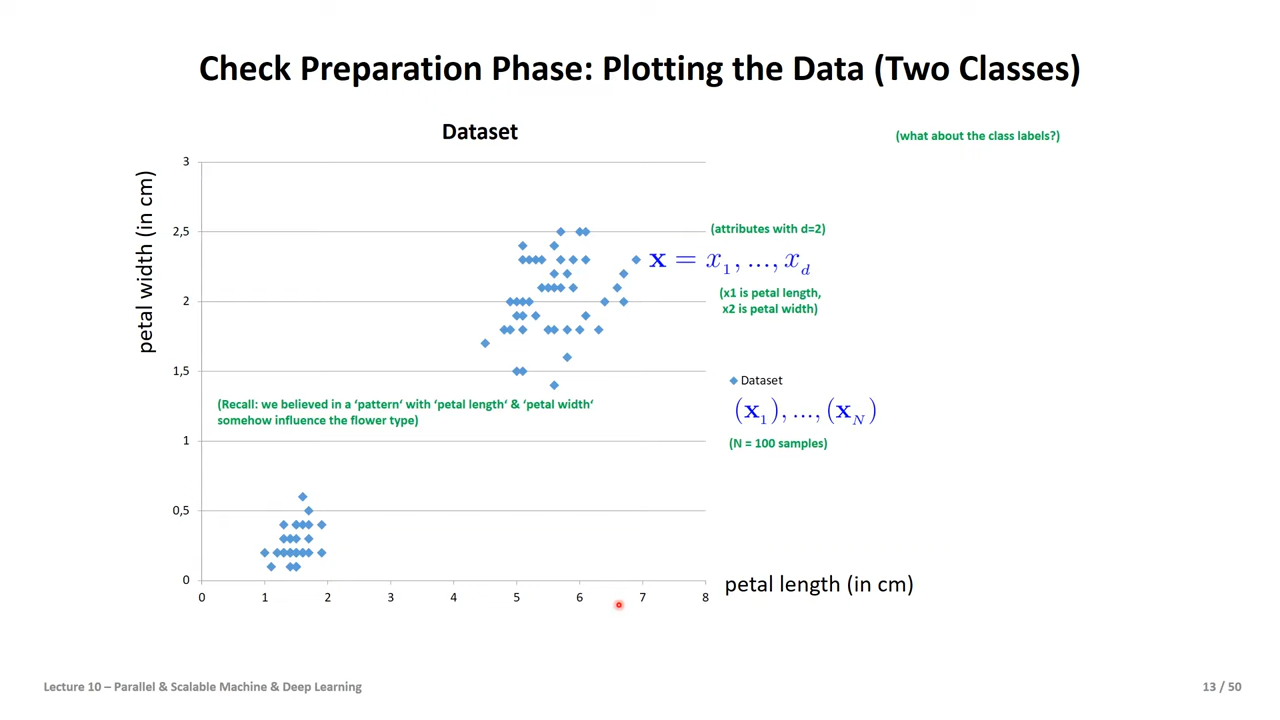 Check Preparation Phase: Plotting the Data (Two Classes)
Dataset
(what about the class labels?)
petal width (in cm)
3
2,5
2
1,5
1
0,5
0
(attributes with d=2)
x = x1, ..., xd
(x1 is petal length,
x2 is petal width)
Dataset
(x1), ..., (xN)
(N = 100 samples)
(Recall: we believed in a ‘pattern‘ with ‘petal length‘ & ‘petal width‘
somehow influence the flower type)
0 1 2 3 4 5 6 7 8
petal length (in cm)
Lecture 10 – Parallel & Scalable Machine & Deep Learning
13 / 50